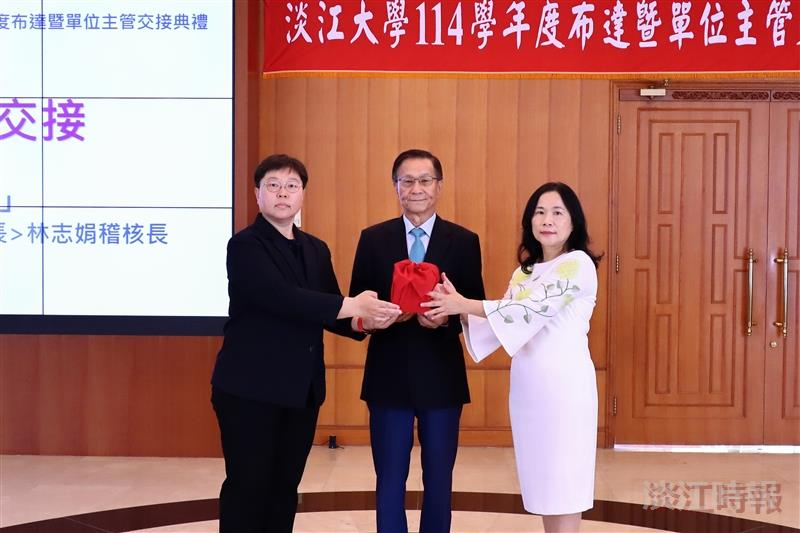 度布達暨單位主管交接典禮
淡江大學114學年度布達暨單位主管
交接
」
長>林志娟稽核長
淡江時報